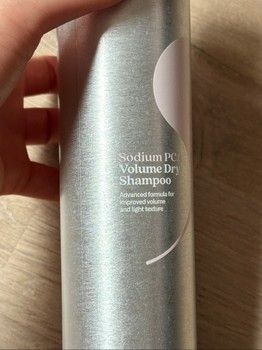 Sodium PC
Volume Dry
Shampoo
Advanced formula for
improved volume
and light texture